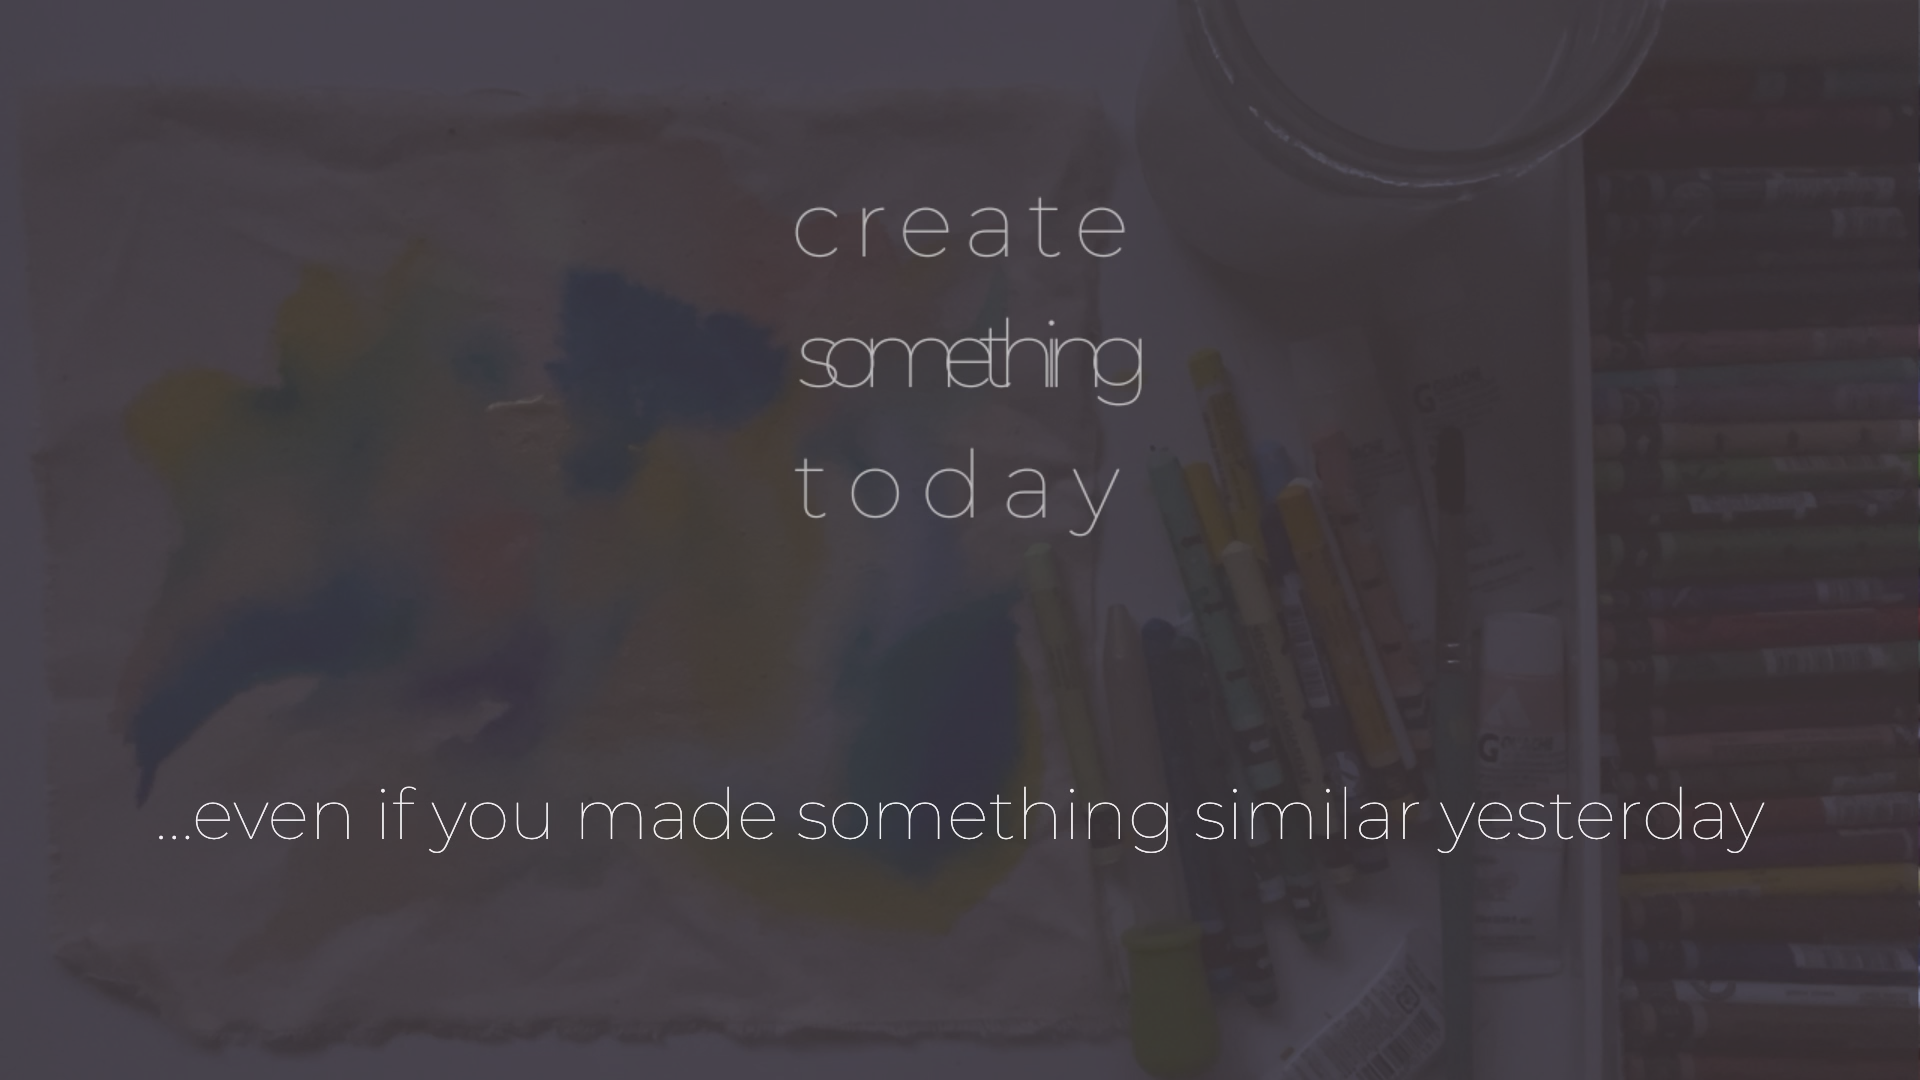 create
something
today
...even if you made something similar yesterday